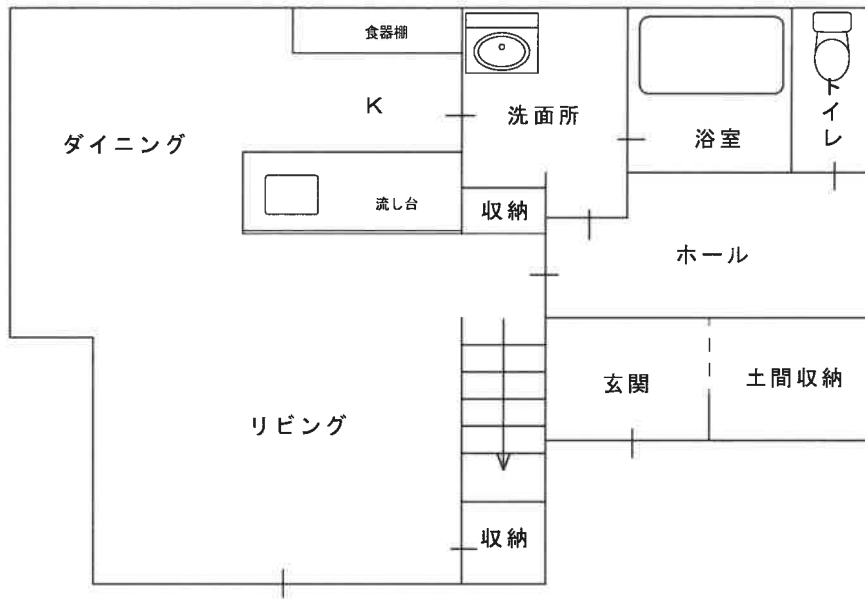 食器棚
K
洗面所
浴室
トイレ
ダイニング
流し台
収納
ホール
玄関
土間収納
リビング
収納